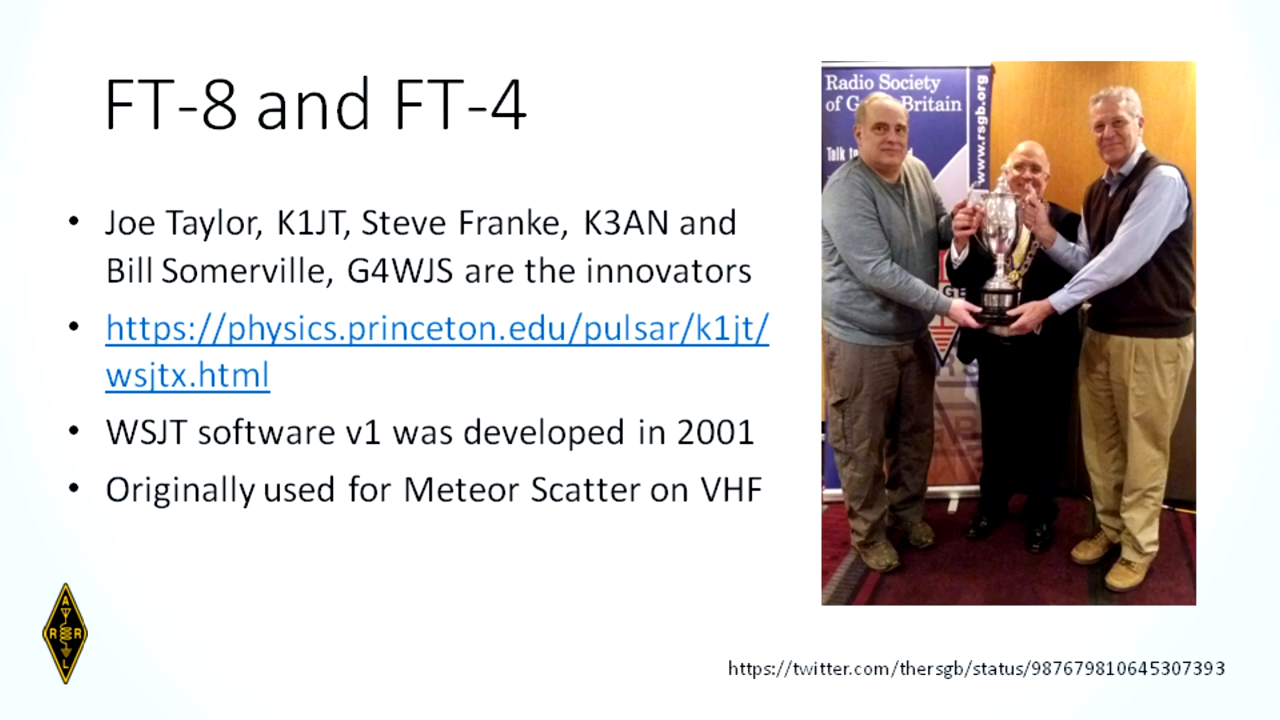 FT-8 and FT-4
• Joe Taylor, K1JT, Steve Franke, K3AN and
Bill Somerville, G4WJS are the innovators
• https://physics.princeton.edu/pulsar/k1jt/
wsjtx.html
• WSJT software v1 was developed in 2001
• Originally used for Meteor Scatter on VHF
Radio Society
of Britain
Talk
www.rsgb.org
A
R R
L
https://twitter.com/thersgb/status/987679810645307393